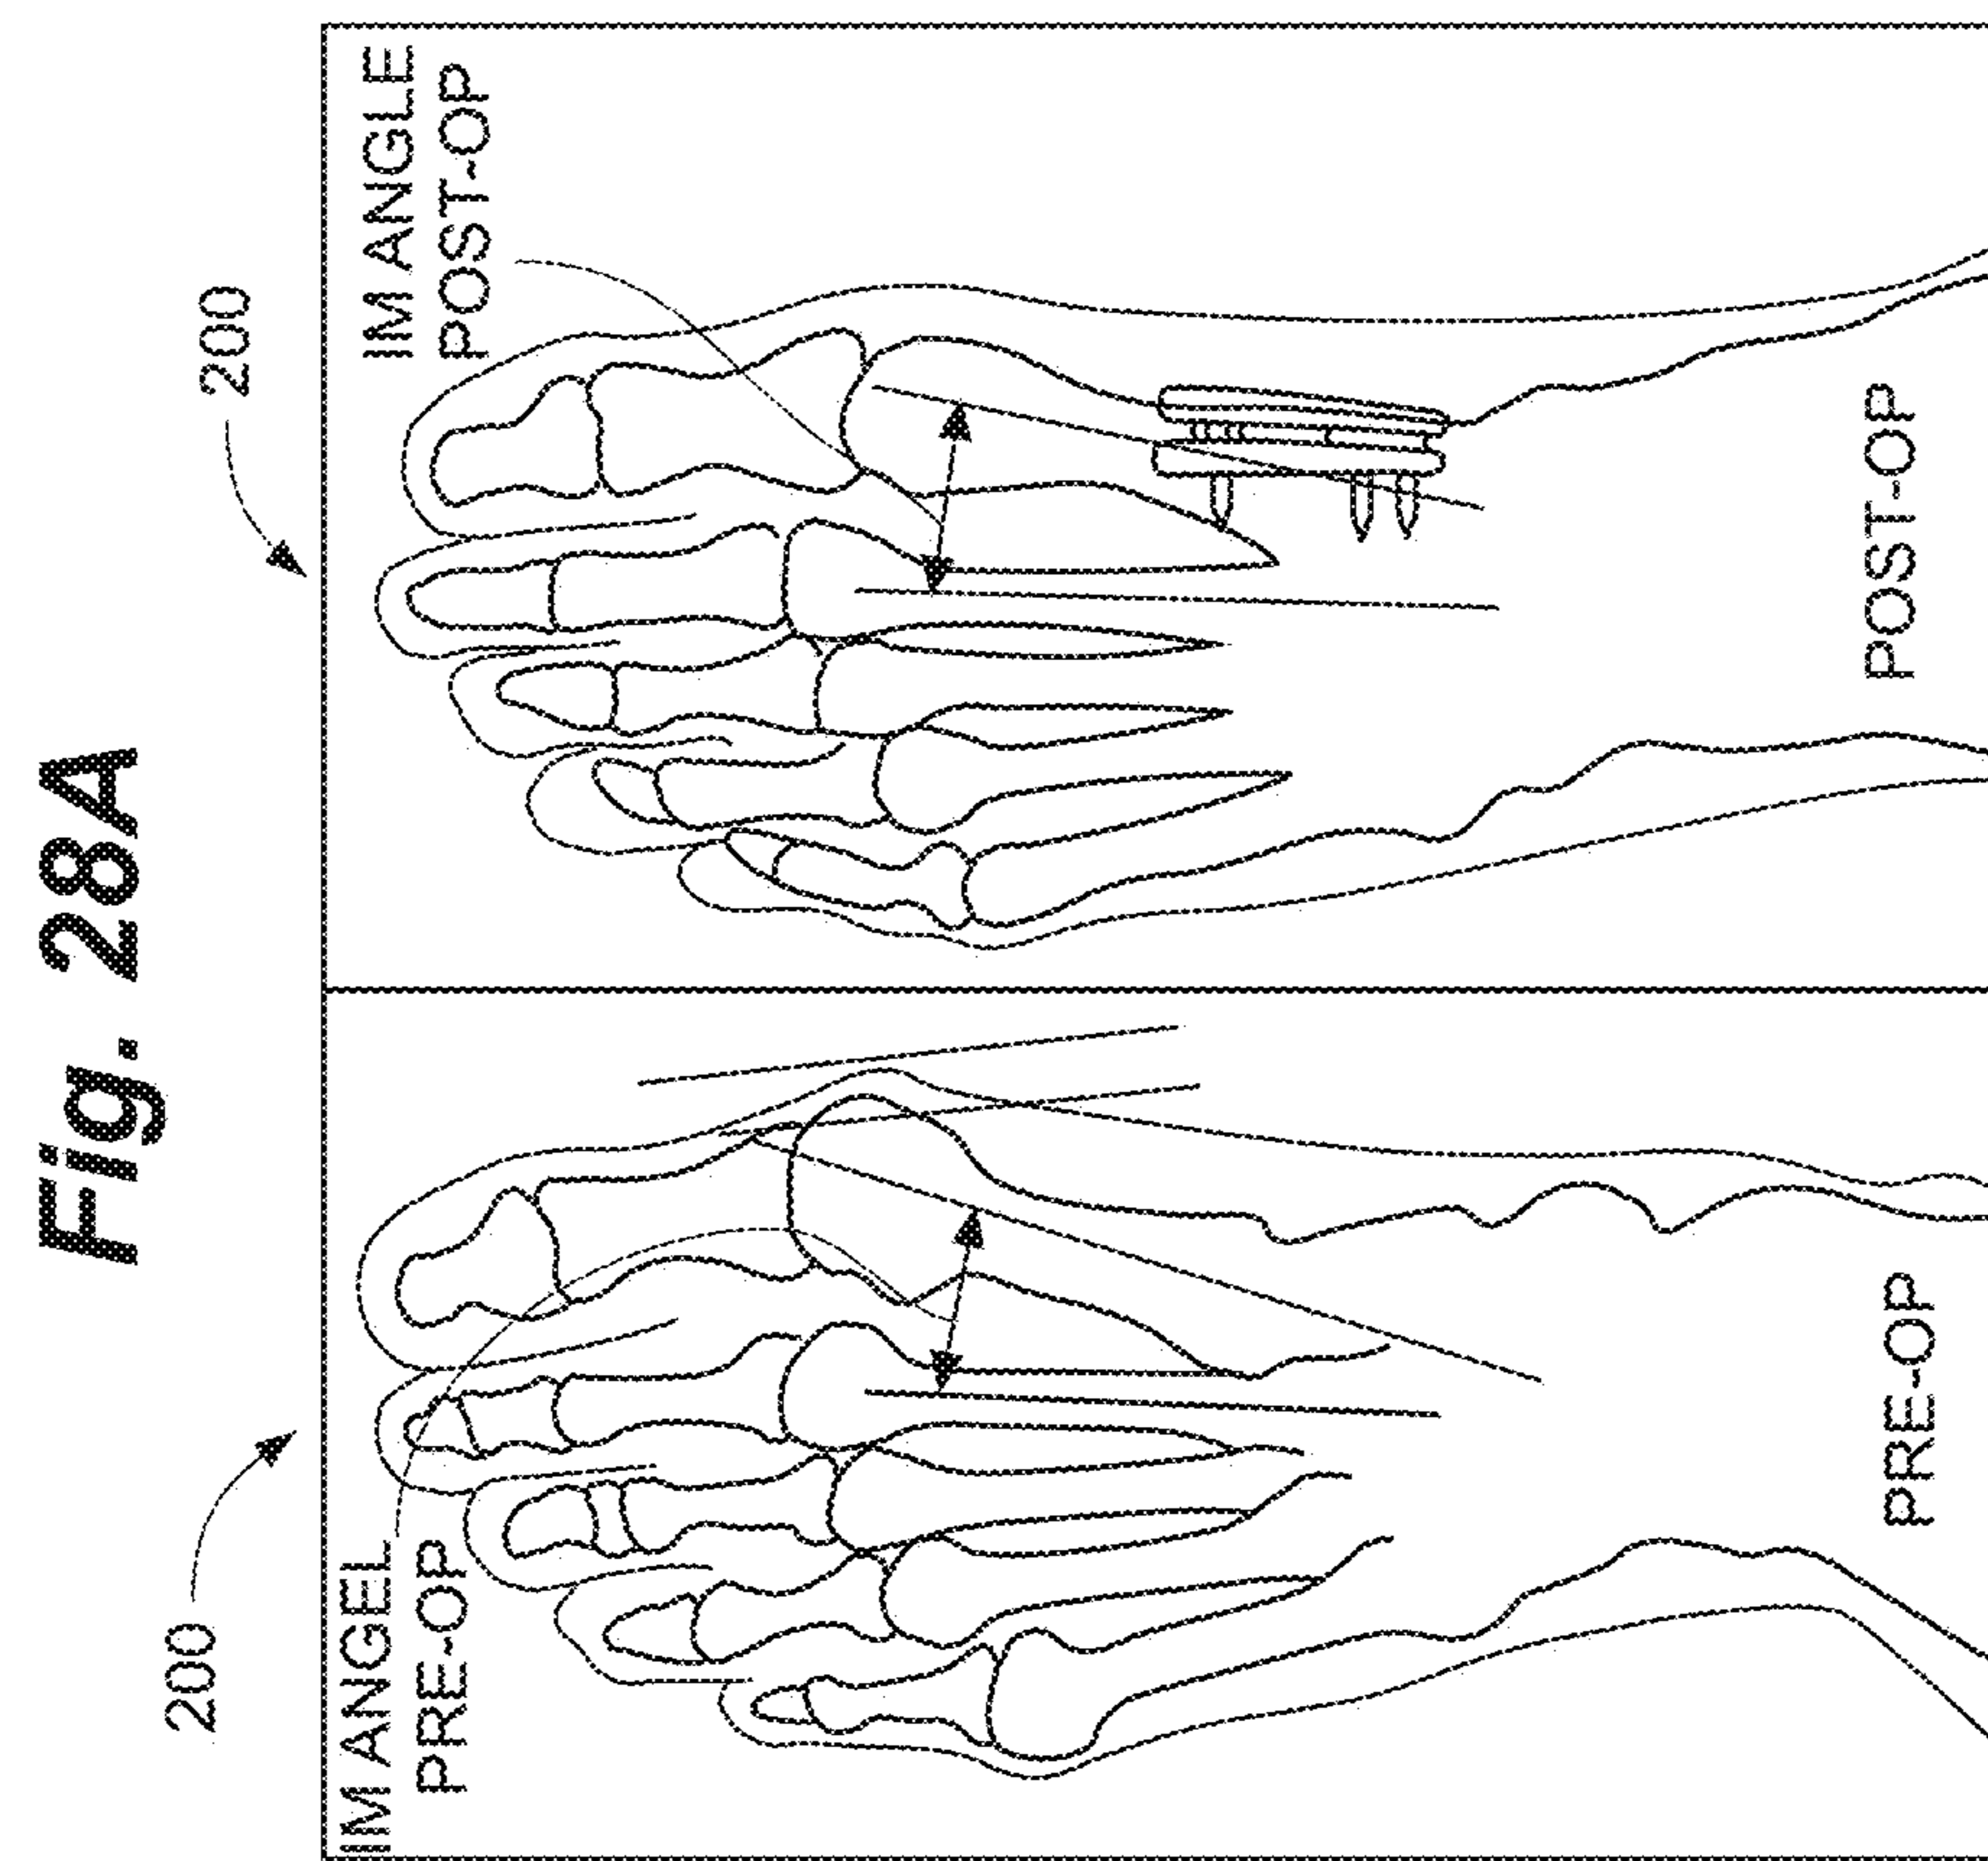 Fig. 28A
200
200
IM ANGEL
PRE-OP
IM ANGLE
POST-OP
PRE-OP
POST-OP